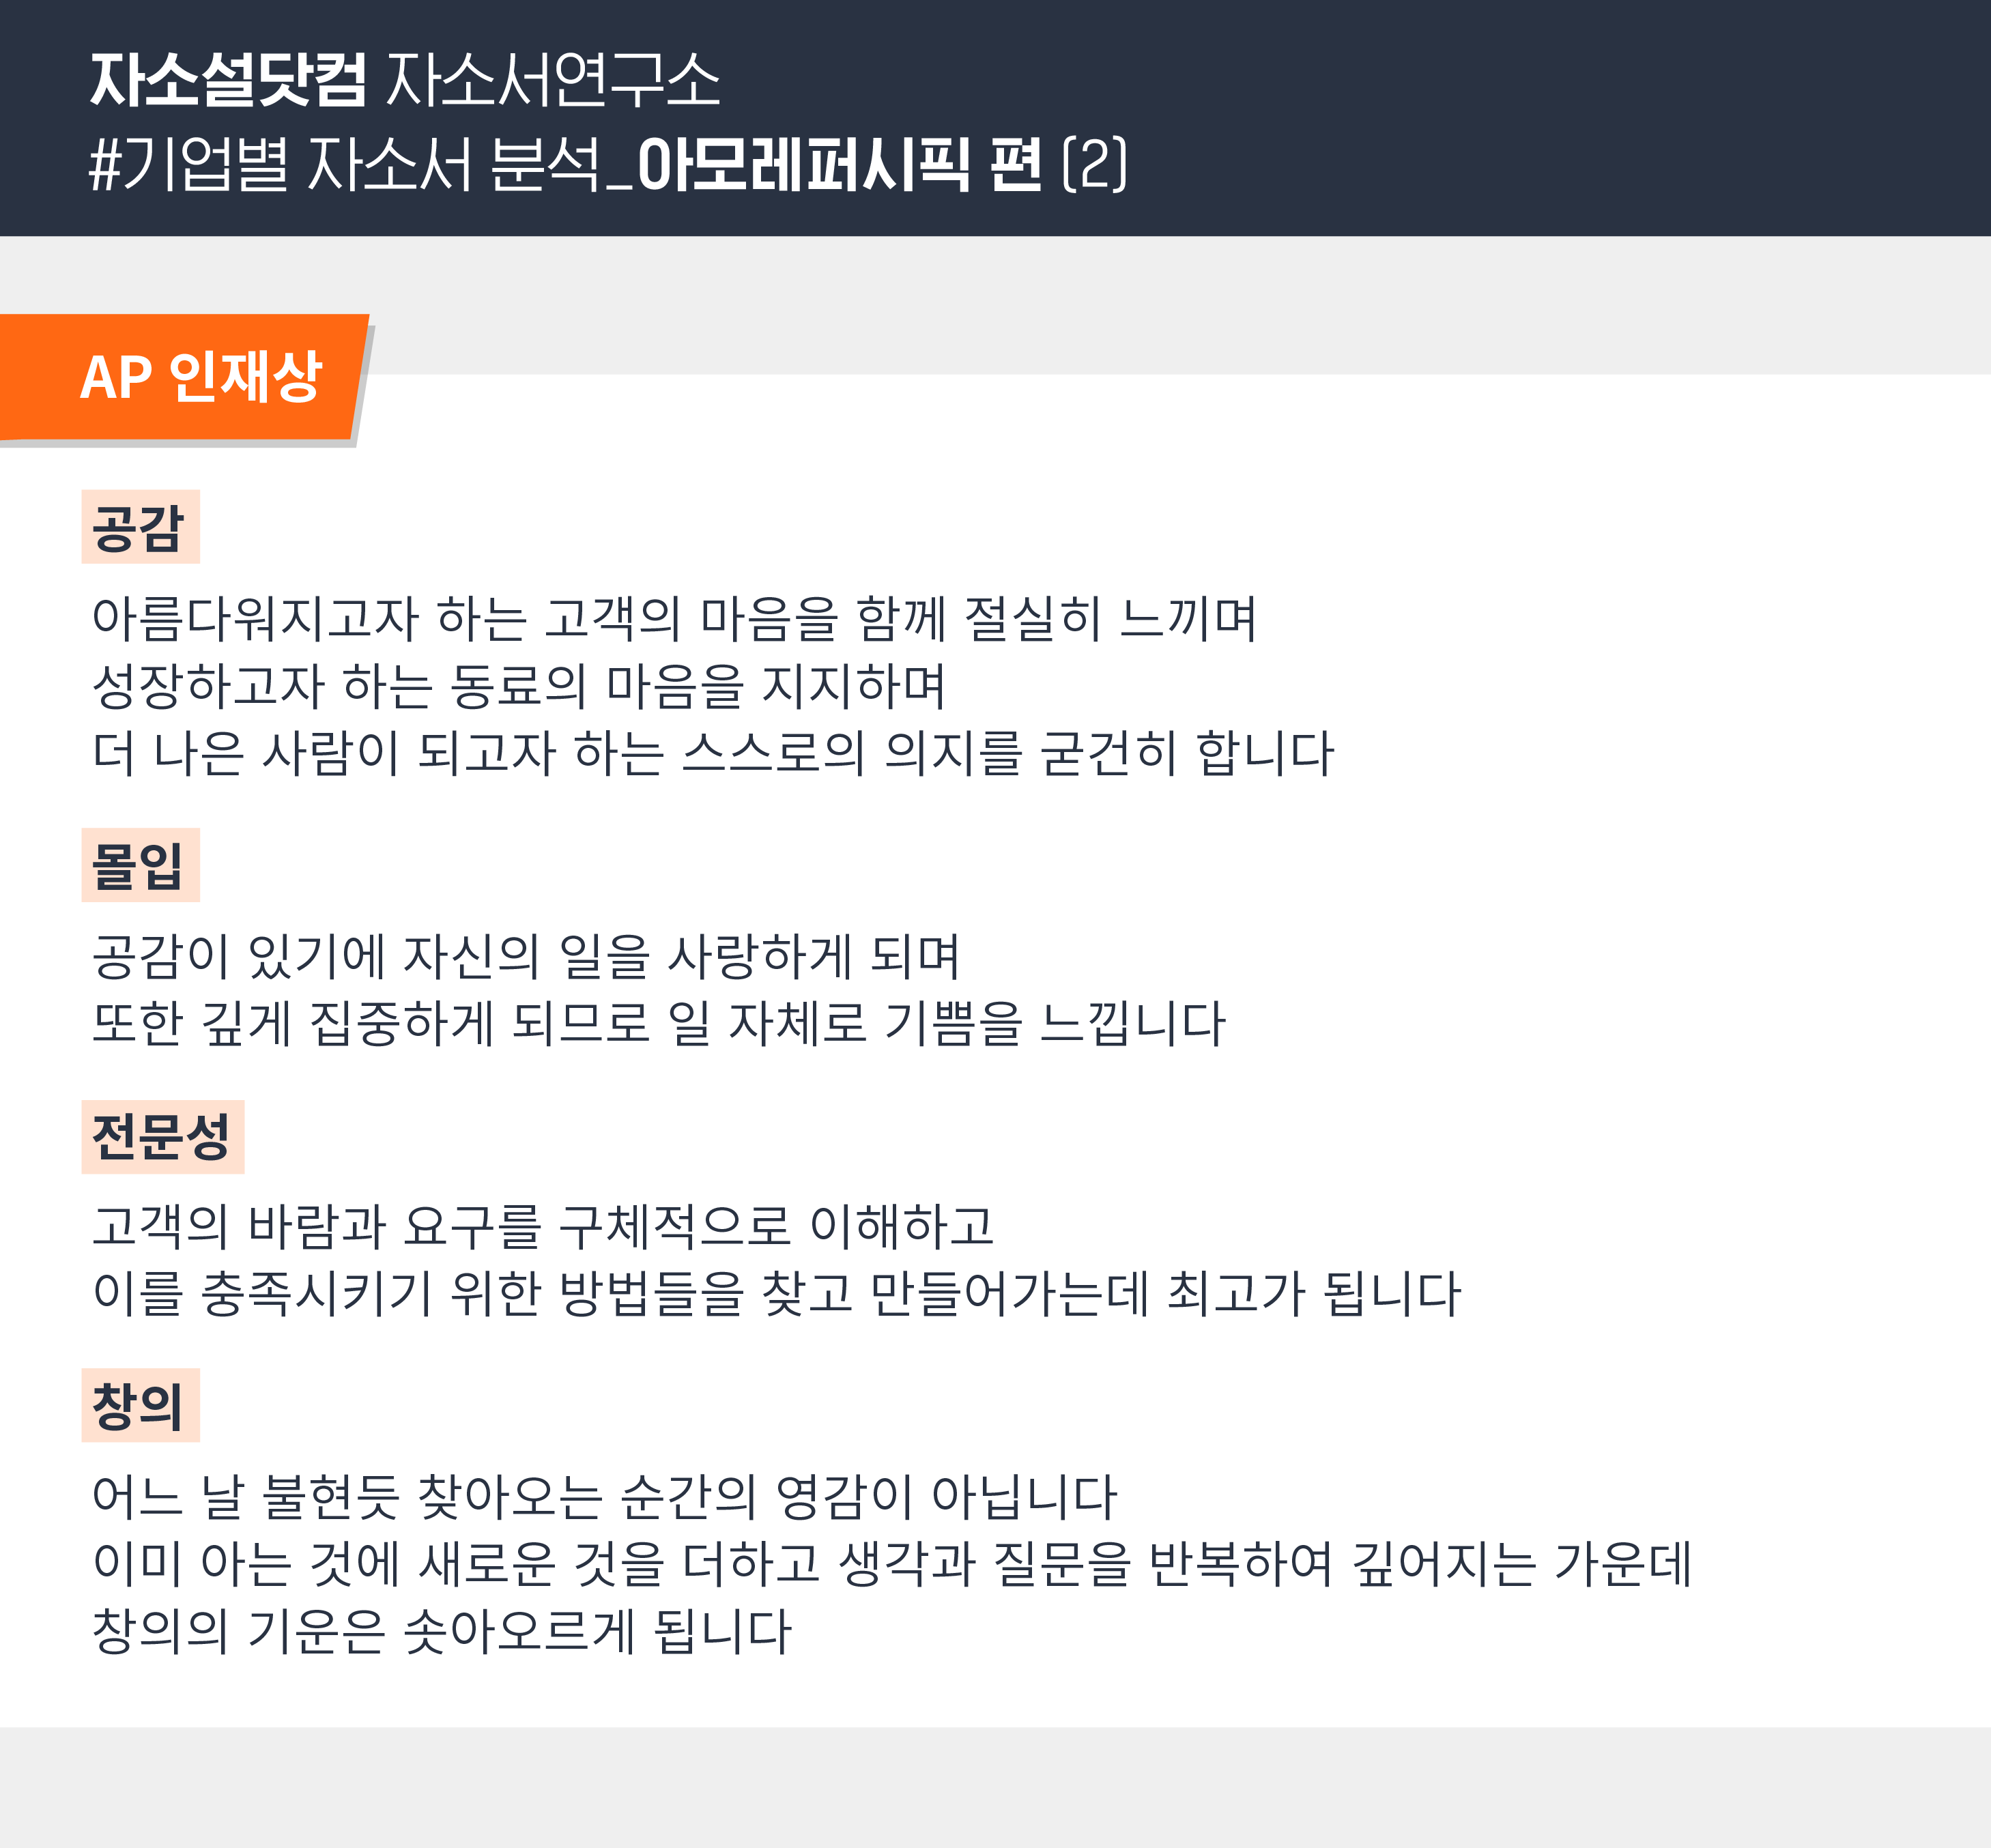 자소설닷컴 자소서연구소
#기업별 자소서 분석_아모레퍼시픽 편 (2)
AP 인재상
공감
아름다워지고자 하는 고객의 마음을 함께 절실히 느끼며
성장하고자 하는 동료의 마음을 지지하며
더 나은 사람이 되고자 하는 스스로의 의지를 굳건히 합니다
몰입
공감이 있기에 자신의 일을 사랑하게 되며
또한 깊게 집중하게 되므로 일 자체로 기쁨을 느낍니다
전문성
고객의 바람과 요구를 구체적으로 이해하고
이를 충족시키기 위한 방법들을 찾고 만들어가는데 최고가 됩니다
창의
어느 날 불현듯 찾아오는 순간의 영감이 아닙니다
이미 아는 것에 새로운 것을 더하고 생각과 질문을 반복하여 깊어지는 가운데
창의의 기운은 솟아오르게 됩니다